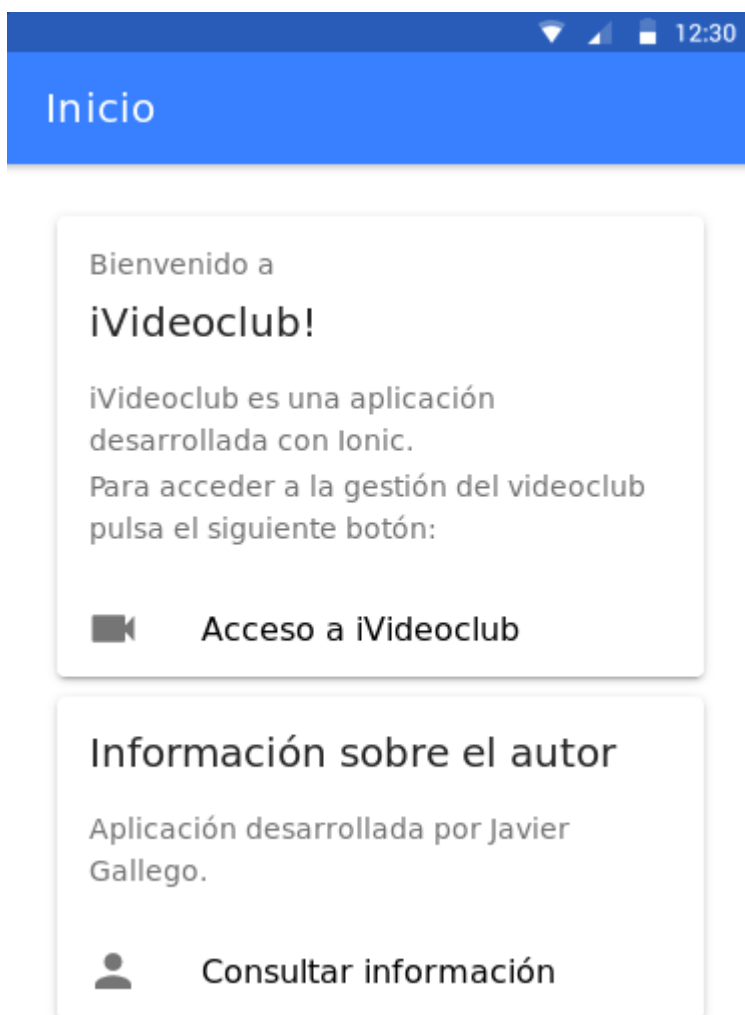 12:30
Inicio
Bienvenido a
iVideoclub!
iVideoclub es una aplicación
desarrollada con Ionic.
Para acceder a la gestión del videoclub
pulsa el siguiente botón:
Acceso a iVideoclub
Información sobre el autor
Aplicación desarrollada por Javier
Gallego.
Consultar información